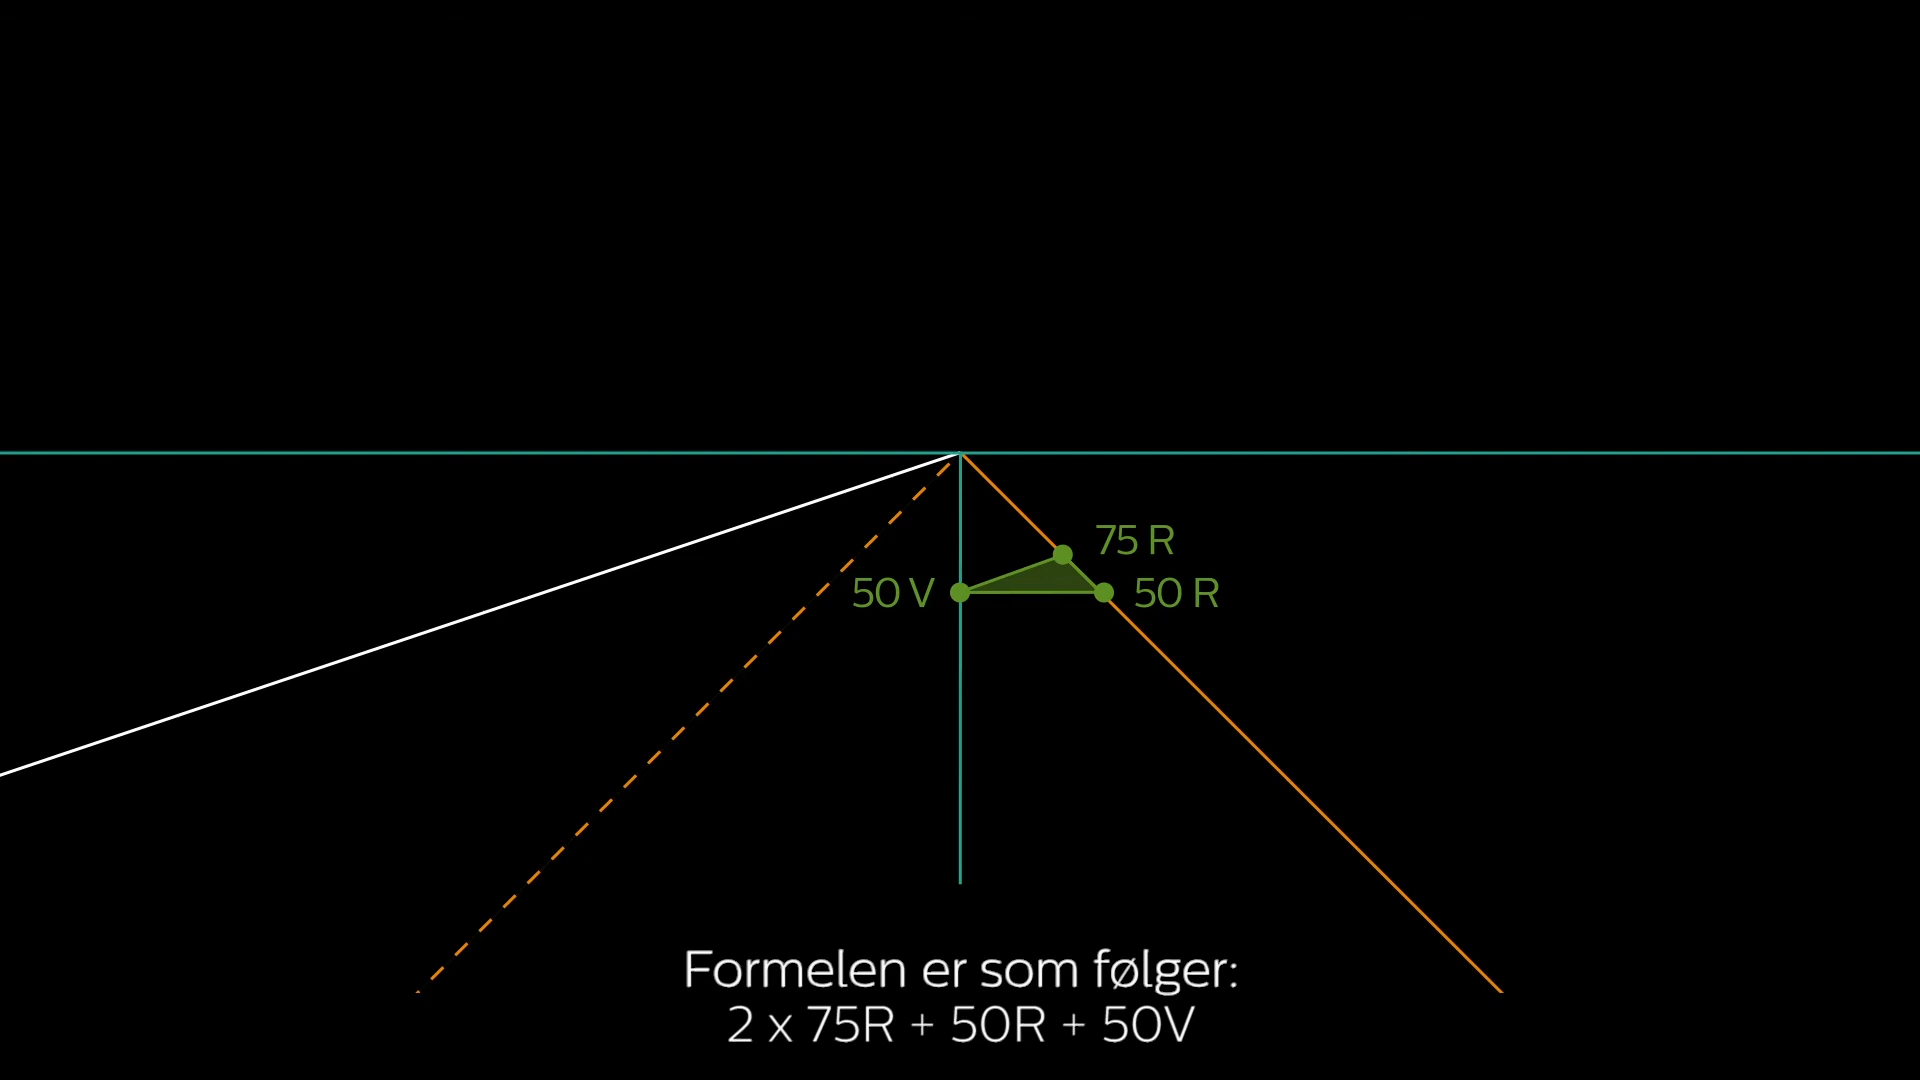 75 R
50 V
50 R
Formelen er som følger:
2 x 75R + 50R + 50V